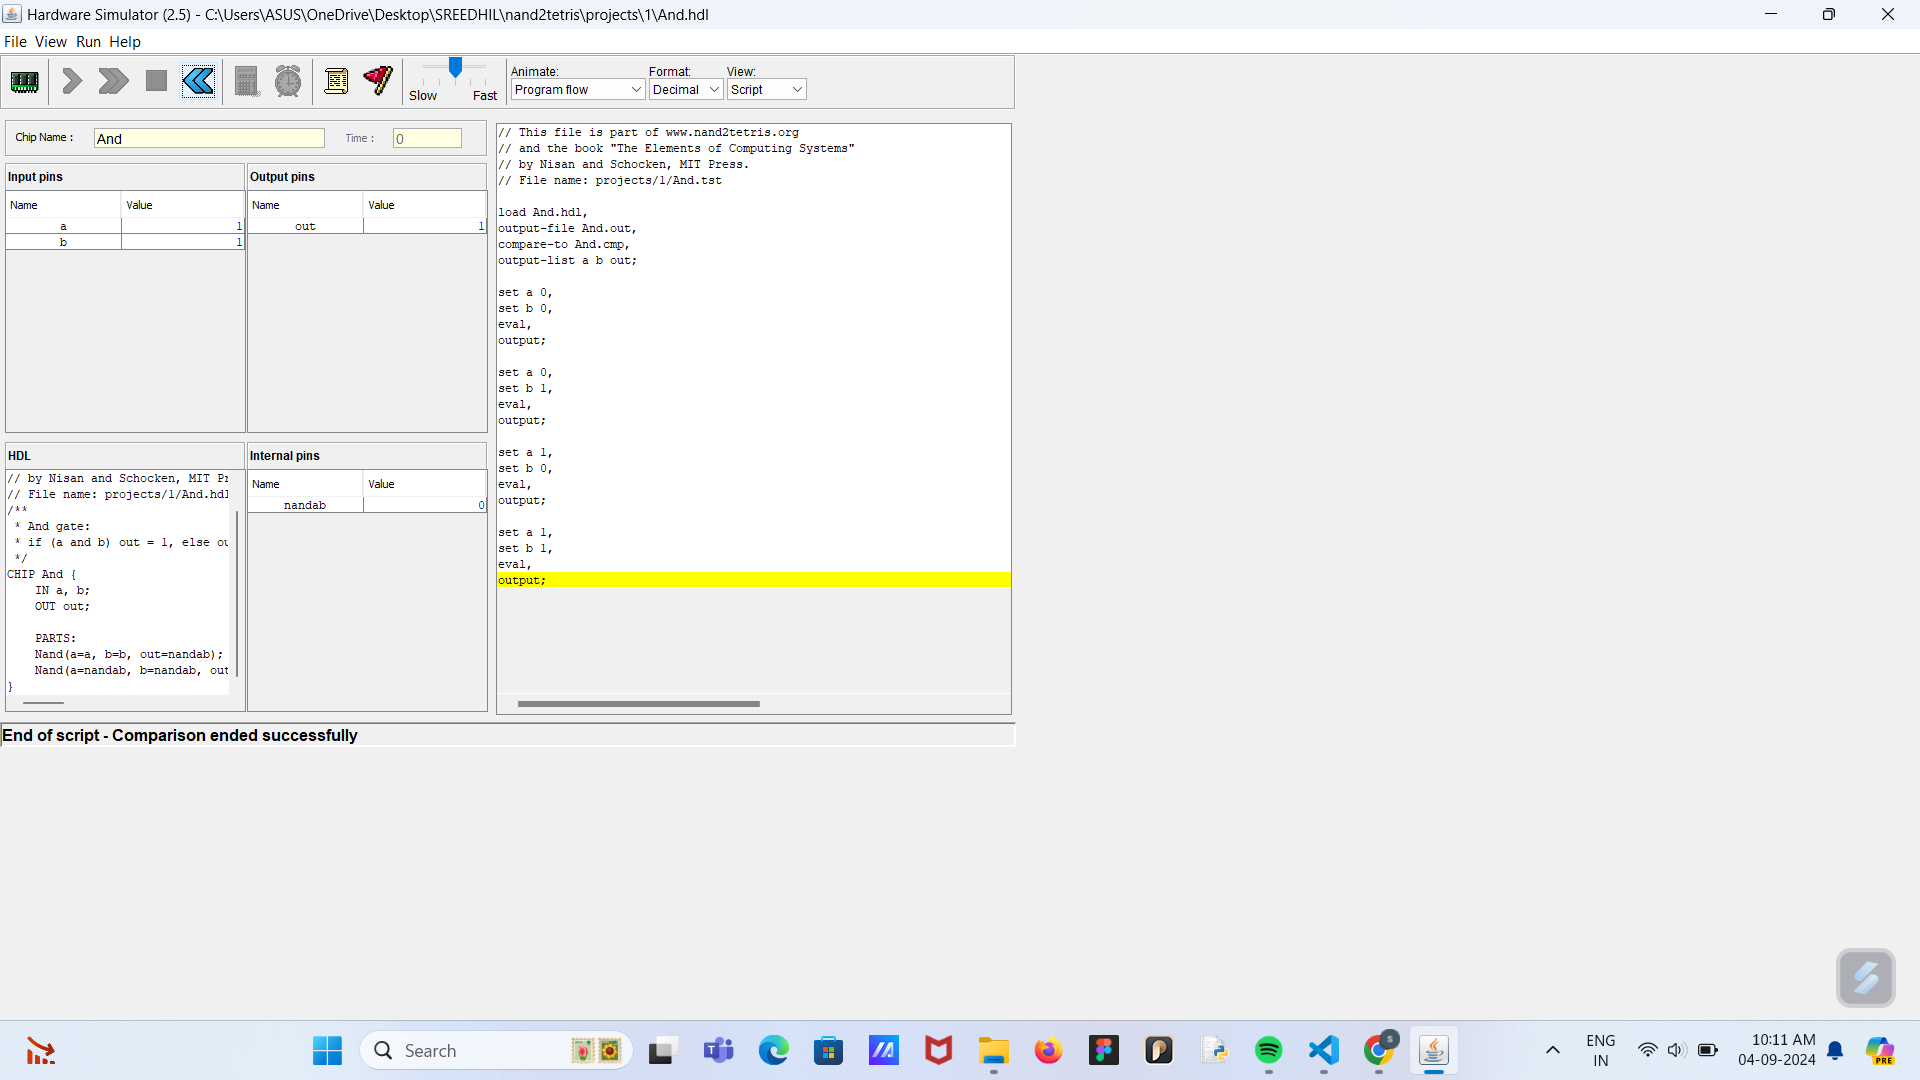 Hardware Simulator (2.5) - C:\Users\ASUS\OneDrive\Desktop\SREEDHIL\nand2tetris\projects\1\And.hdl
File View Run Help
Slow Fast
Animate: Format: View:
Program flow Decimal Script
Chip Name : And Time : 0
Input pins
Name Value
a 1
b 1
Output pins
Name Value
out 1
HDL
// by Nisan and Schocken, MIT Pr
// File name: projects/1/And.hdl
/**
* And gate:
* if (a and b) out = 1, else ou
*/
CHIP And {
IN a, b;
OUT out;
PARTS:
Nand(a=a, b=b, out=nandab);
Nand(a=nandab, b=nandab, out
}
Internal pins
Name Value
nandab 0
// This file is part of www.nand2tetris.org
// and the book "The Elements of Computing Systems"
// by Nisan and Schocken, MIT Press.
// File name: projects/1/And.tst
load And.hdl,
output-file And.out,
compare-to And.cmp,
output-list a b out;
set a 0,
set b 0,
eval,
output;
set a 0,
set b 1,
eval,
output;
set a 1,
set b 0,
eval,
output;
set a 1,
set b 1,
eval,
output;
End of script - Comparison ended successfully
Search
ENG
IN
10:11 AM
04-09-2024
PRE